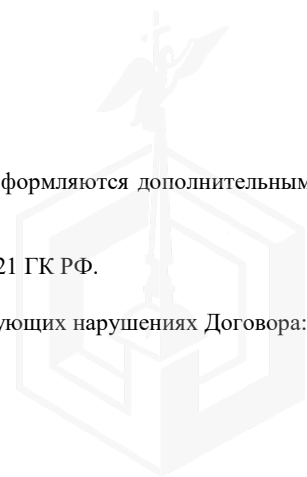 формляются дополнительным
21 ГК РФ.
ующих нарушениях Договора: